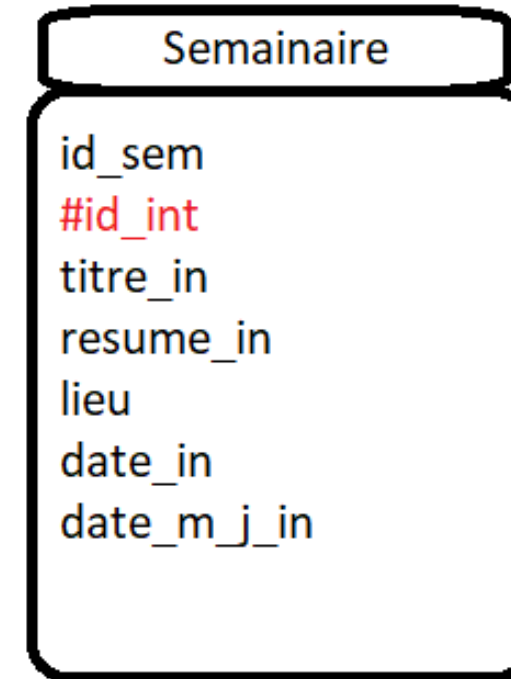 Semainaire
id_sem
#id_int
titre_in
resume_in
lieu
date_in
date_m_j_in